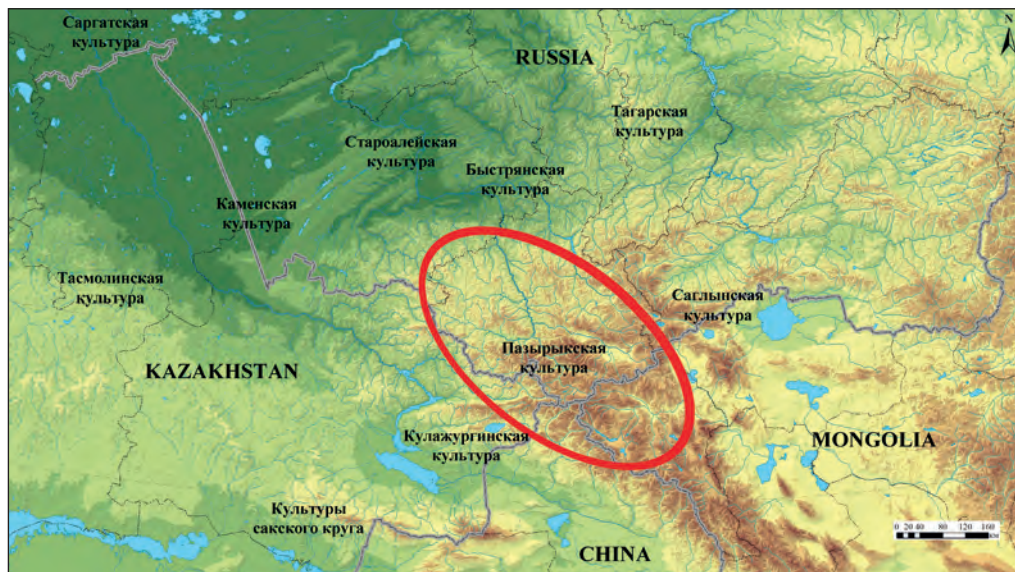 Саргатская
культура
N
RUSSIA
Тагарская
культура
Староалейская
культура
Быстрянская
культура
Каменская
культура
Тасмолинская
культура
Саглынская
культура
Пазырыкская
культура
KAZAKHSTAN
Кулажургинская
культура
MONGOLIA
Культуры
сакского круга
CHINA
0 20 40 80 120 160
км